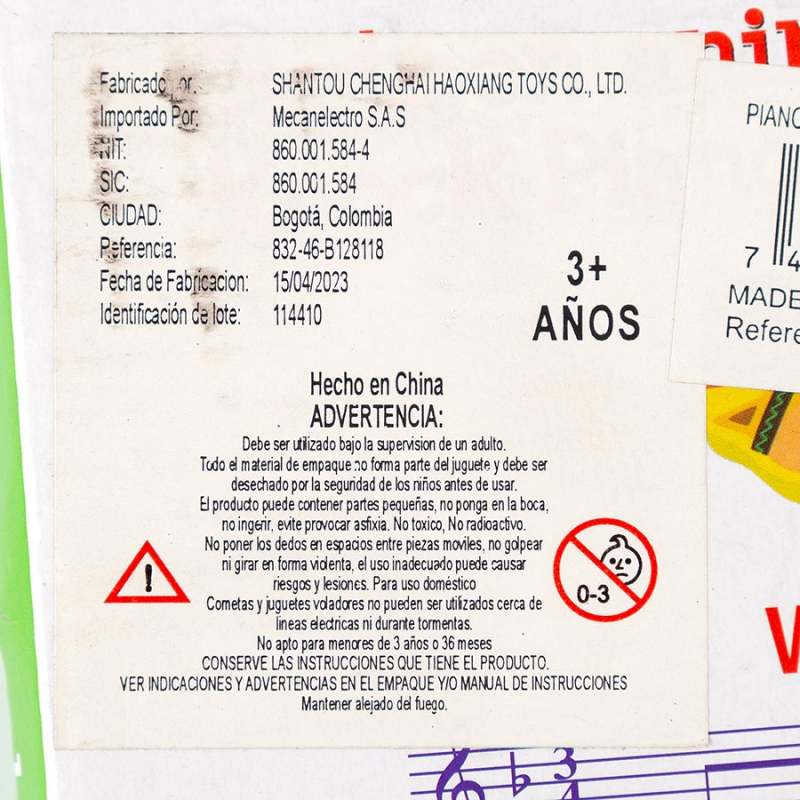 Fabricado por: SHANTOU CHENGHAI HAOXIANG TOYS CO., LTD.
Importado Por: Mecanelectro S.A.S
NIT: 860.001.584-4
SIC: 860.001.584
CIUDAD: Bogotá, Colombia
Referencia: 832-46-B128118
Fecha de Fabricacion: 15/04/2023
Identificación de lote: 114410
3+
AÑOS
Hecho en China
ADVERTENCIA:
Debe ser utilizado bajo la supervision de un adulto.
Todo el material de empaque no forma parte del juguete y debe ser
desechado por la seguridad de los niños antes de usar.
El producto puede contener partes pequeñas, no ponga en la boca,
no ingerir, evite provocar asfixia. No toxico, No radioactivo.
No poner los dedos en espacios entre piezas moviles, no golpear
ni girar en forma violenta, el uso inadecuado puede causar
riesgos y lesiones. Para uso doméstico
Cometas y juguetes voladores no pueden ser utilizados cerca de
lineas electricas ni durante tormentas.
No apto para menores de 3 años o 36 meses
CONSERVE LAS INSTRUCCIONES QUE TIENE EL PRODUCTO.
VER INDICACIONES Y ADVERTENCIAS EN EL EMPAQUE Y/O MANUAL DE INSTRUCCIONES
Mantener alejado del fuego.
0-3
PIANO
7 4
MADE
Refere
3
4